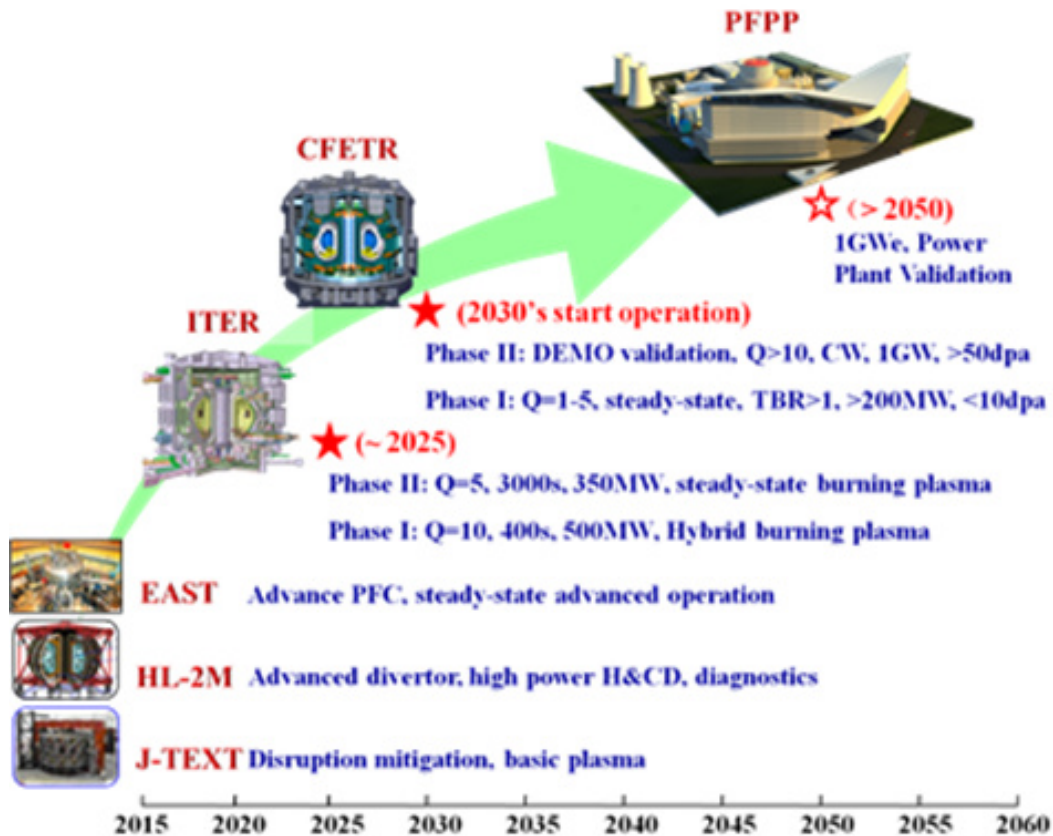 PFPP
CFETR
(> 2050)
1GWe, Power
Plant Validation
ITER
(2030's start operation)
Phase II: DEMO validation, Q>10, CW, 1GW, >50dpa
Phase I: Q=1-5, steady-state, TBR>1, >200MW, <10dpa
(~ 2025)
Phase II: Q=5, 3000s, 350MW, steady-state burning plasma
Phase I: Q=10, 400s, 500MW, Hybrid burning plasma
EAST Advance PFC, steady-state advanced operation
HL-2M Advanced divertor, high power H&CD, diagnostics
J-TEXT Disruption mitigation, basic plasma
2015 2020 2025 2030 2035 2040 2045 2050 2055 2060